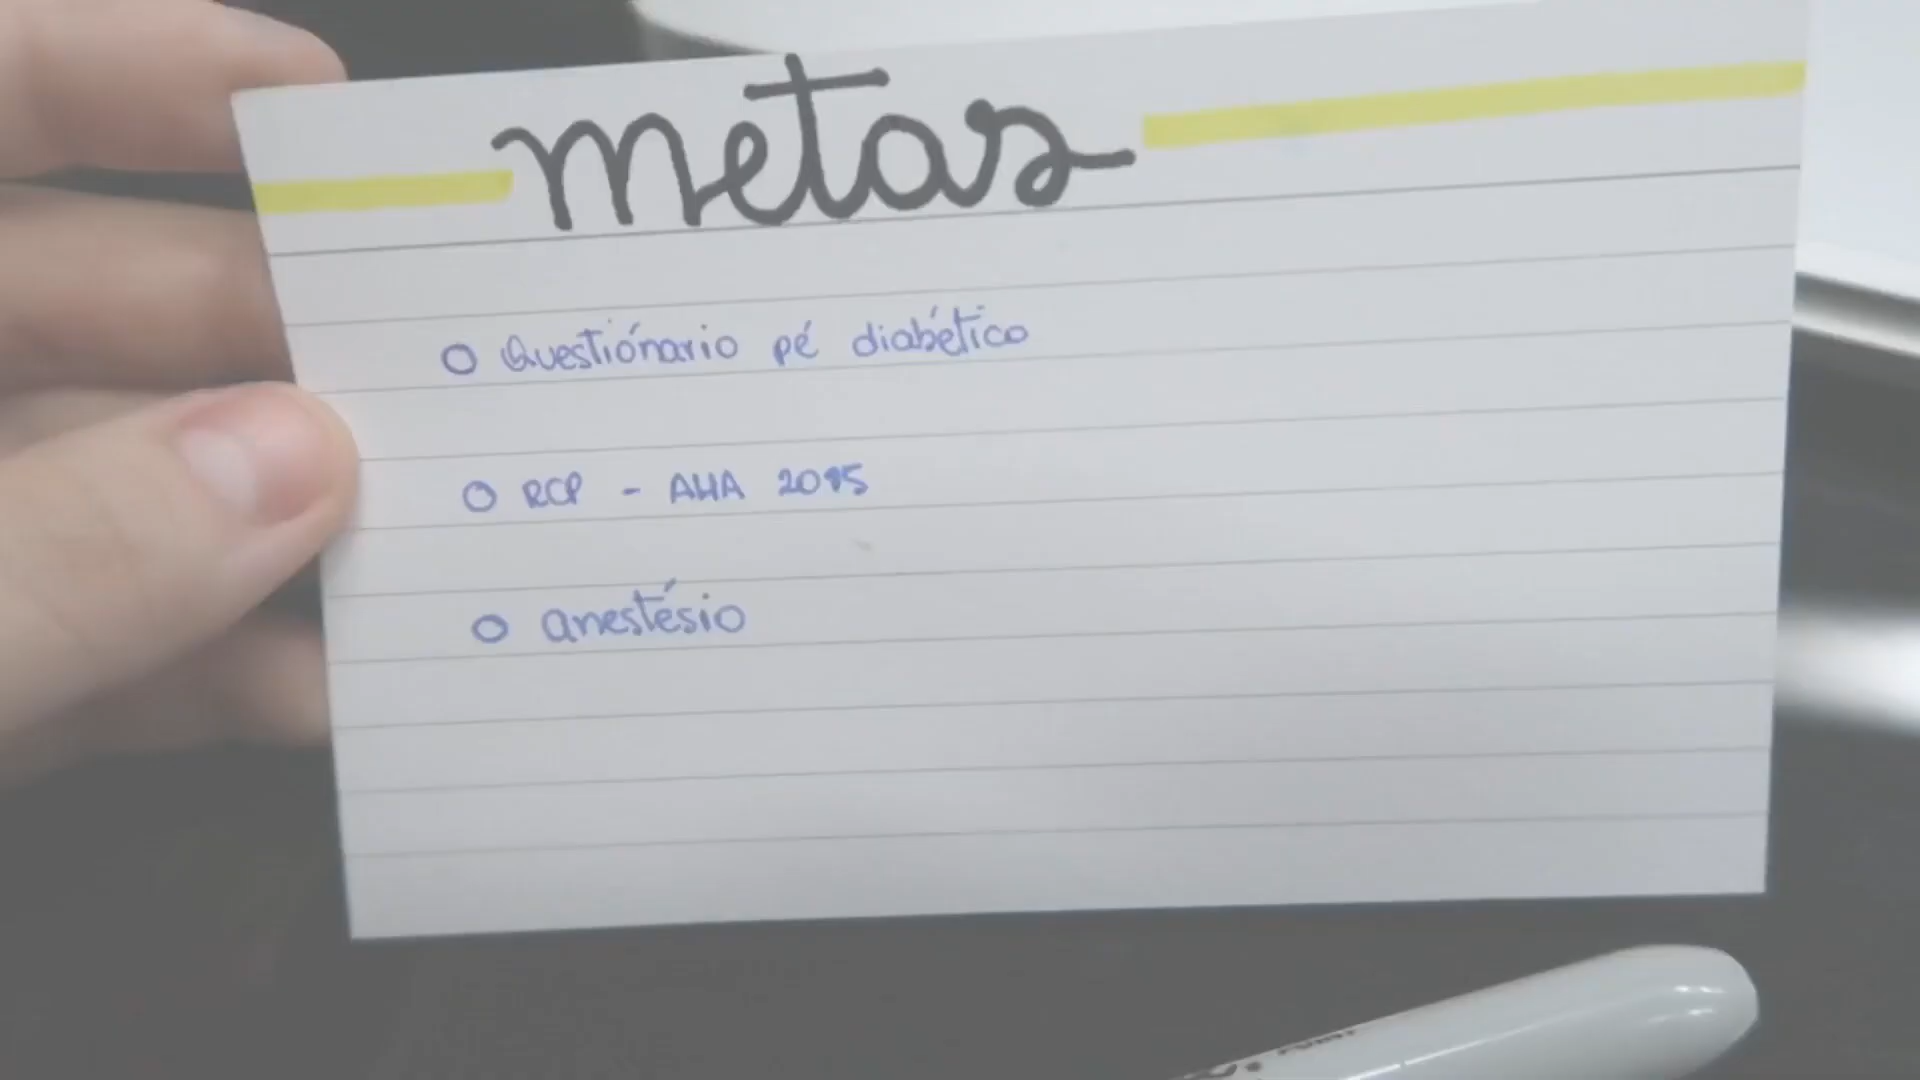 metas
O Questiónario pé diabético
O RCP - AHA 2015
O anestésio